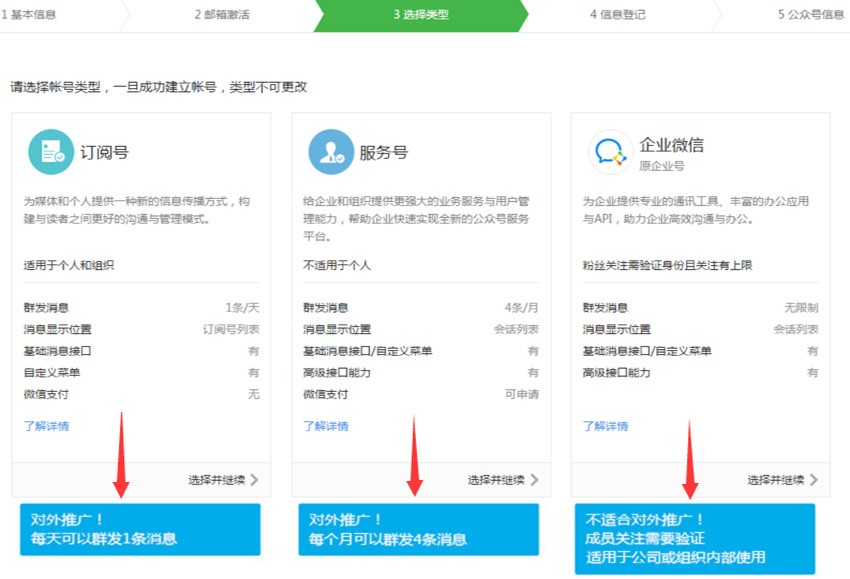 1 基本信息
2 邮箱激活
3 选择类型
4 信息登记
5 公众号信息
请选择帐号类型，一旦成功建立帐号，类型不可更改
订阅号
为媒体和个人提供一种新的信息传播方式，构
建与读者之间更好的沟通与管理模式。
适用于个人和组织
群发消息 1条/天
消息显示位置 订阅号列表
基础消息接口 有
自定义菜单 有
微信支付 无
了解详情
选择并继续
对外推广！
每天可以群发1条消息
服务号
给企业和组织提供更强大的业务服务与用户管
理能力，帮助企业快速实现全新的公众号服务
平台。
不适用于个人
群发消息 4条/月
消息显示位置 会话列表
基础消息接口/自定义菜单 有
高级接口能力 有
微信支付 可申请
了解详情
选择并继续
对外推广！
每个月可以群发4条消息
企业微信
原企业号
为企业提供专业的通讯工具、丰富的办公应用
与API，助力企业高效沟通与办公。
粉丝关注需验证身份且关注有上限
群发消息 无限制
消息显示位置 会话列表
基础消息接口/自定义菜单 有
高级接口能力 有
了解详情
选择并继续
不适合对外推广！
成员关注需要验证
适用于公司或组织内部使用